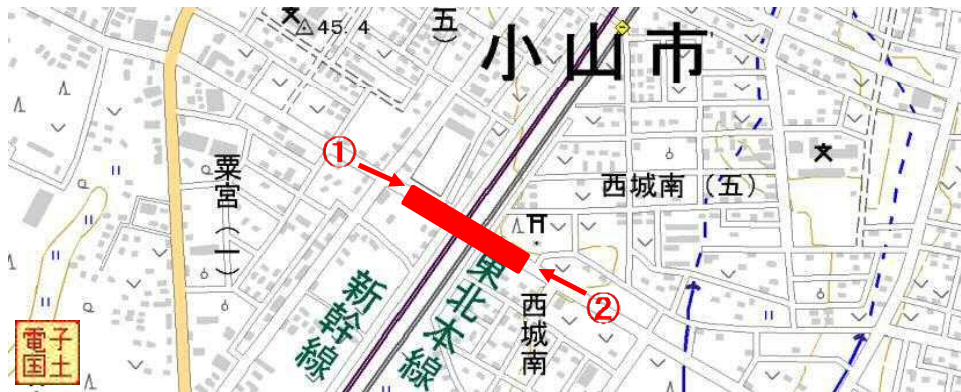 45.4
五）
小山市
①
粟宮（一）
西城南（五）
新幹線
東北本線
西城南
②
電子
国土